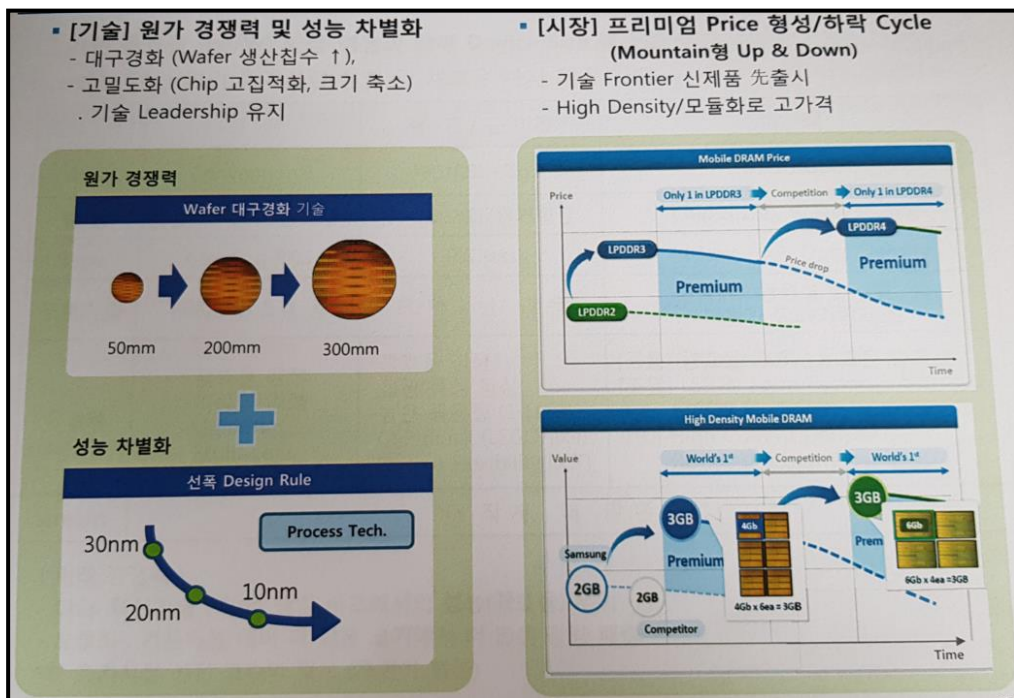 ▪ [기술] 원가 경쟁력 및 성능 차별화
- 대구경화 (Wafer 생산칩수 ↑),
- 고밀도화 (Chip 고집적화, 크기 축소)
. 기술 Leadership 유지
원가 경쟁력
Wafer 대구경화 기술
50mm
200mm
300mm
성능 차별화
선폭 Design Rule
Process Tech.
30nm
20nm
10nm
▪ [시장] 프리미엄 Price 형성/하락 Cycle
(Mountain형 Up & Down)
- 기술 Frontier 신제품 先출시
- High Density/모듈화로 고가격
Mobile DRAM Price
Price
Only 1 in LPDDR3
Competition
Only 1 in LPDDR4
LPDDR3
LPDDR4
Price drop
Premium
Premium
LPDDR2
Time
High Density Mobile DRAM
Value
World's 1st
Competition
World's 1st
3GB
3GB
4Gb
6Gb
Samsung
Premium
Prem
2GB
2GB
6Gb x 4ea =3GB
4Gb x 6ea = 3GB
Competitor
Time